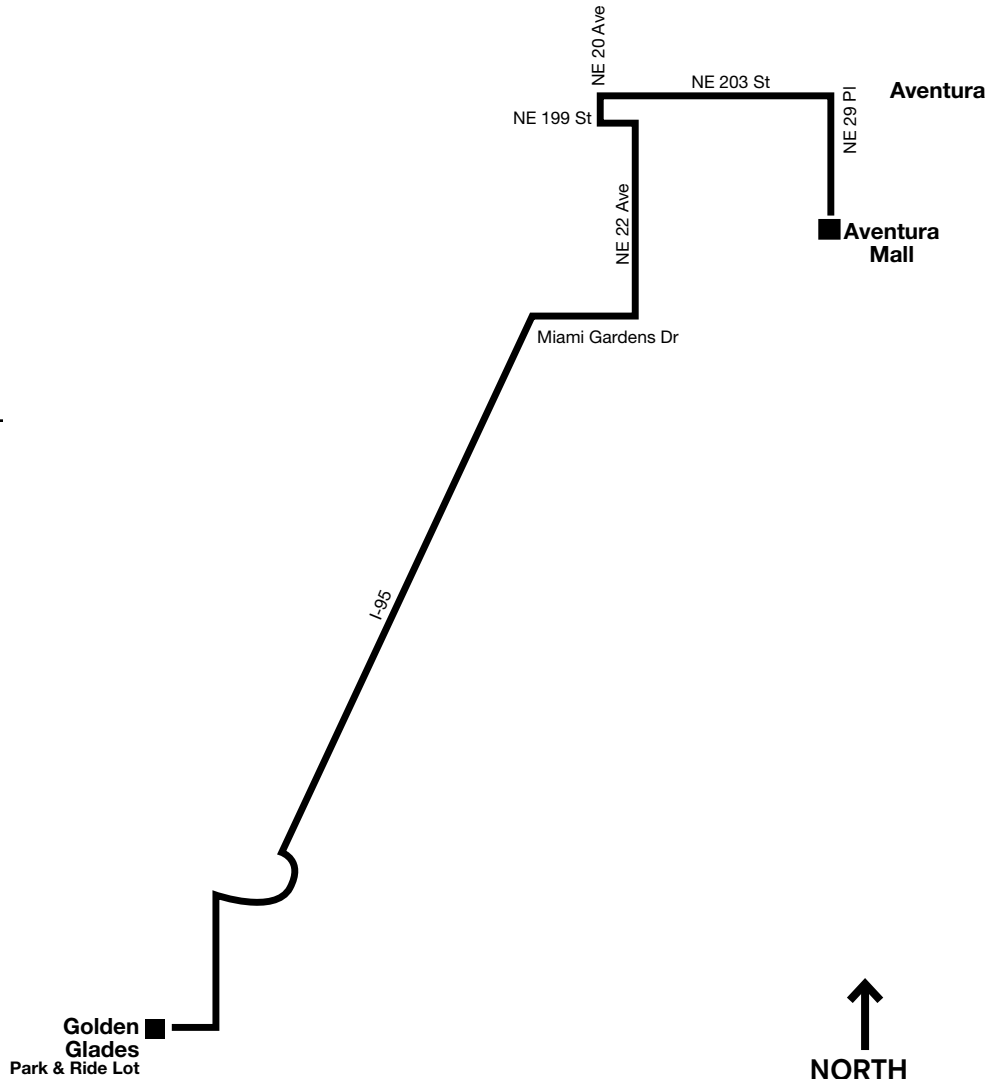 NE 20 Ave
NE 203 St
Aventura
NE 199 St
NE 29 Pl
NE 22 Ave
Aventura
Mall
Miami Gardens Dr
I-95
Golden
Glades
Park & Ride Lot
NORTH